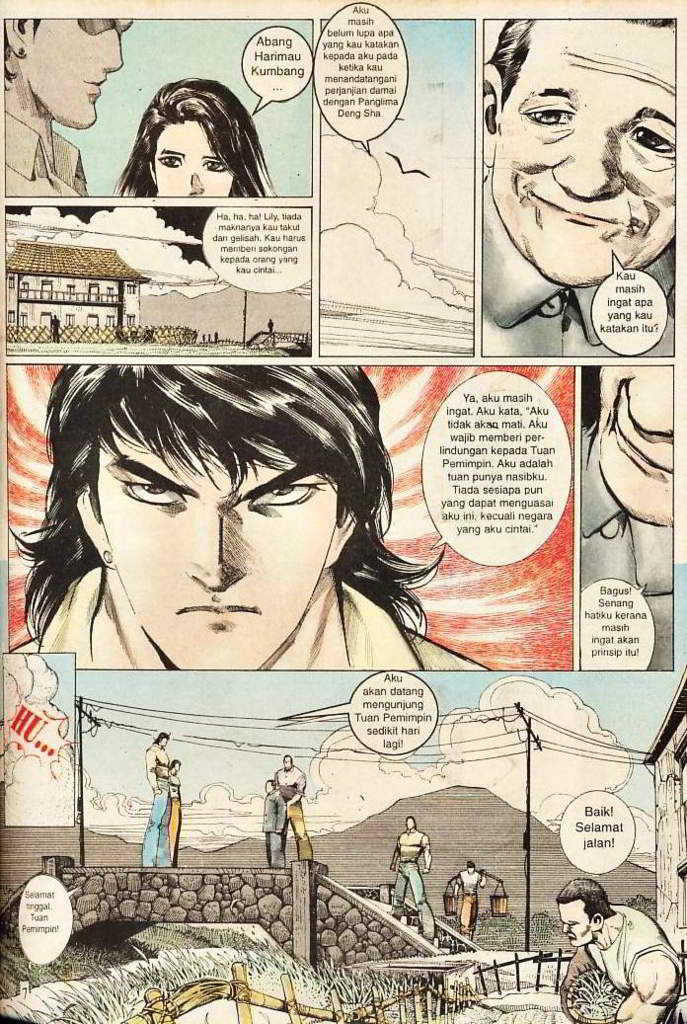 Abang
Harimau
Kumbang
...
Aku
masih
belum lupa apa
yang kau katakan
kepada aku pada
ketika kau
menandatangani
perjanjian damai
dengan Panglima
Deng Sha.
Ha, ha, ha! Lily, tiada
maknanya kau takut
dan gelisah. Kau harus
memberi sokongan
kepada orang yang
kau cintai...
Kau
masih
ingat apa
yang kau
katakan itu?
Ya, aku masih
ingat. Aku kata, "Aku
tidak akan mati. Aku
wajib memberi per-
lindungan kepada Tuan
Pemimpin. Aku adalah
tuan punya nasibku.
Tiada sesiapa pun
yang dapat menguasai
aku ini, kecuali negara
yang aku cintai."
Bagus!
Senang
hatiku kerana
masih
ingat akan
prinsip itu!
HU...
Aku
akan datang
mengunjung
Tuan Pemimpin
sedikit hari
lagi!
Baik!
Selamat
jalan!
Selamat
tinggal,
Tuan
Pemimpin!
7